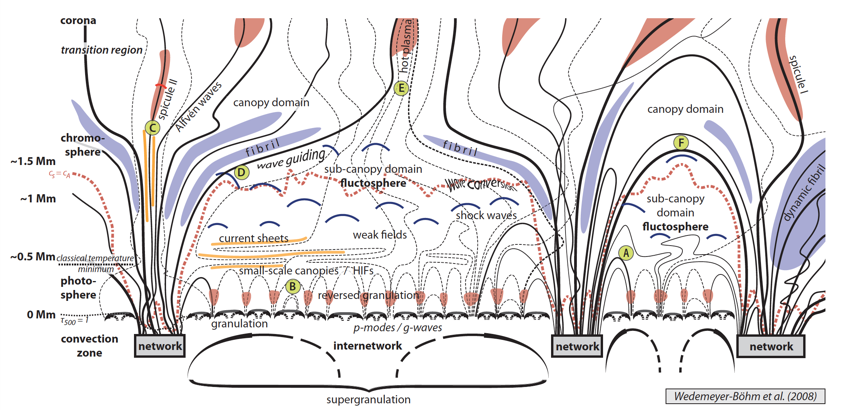 corona
transition region
chromo-
sphere
~1.5 Mm
cs = cA
~1 Mm
~0.5 Mm
classical temperature
minimum
photo-
sphere
0 Mm
τ500 = 1
convection
zone
C
spicule II
Alfvén waves
canopy domain
fibril
wave guiding
D
hot plasma
E
sub-canopy domain
fluctosphere
fibril
shock waves
current sheets
weak fields
small-scale canopies / HIFs
B
reversed granulation
granulation
p-modes / g-waves
network
internetwork
network
network
supergranulation
canopy domain
F
sub-canopy
domain
fluctosphere
A
spicule I
dynamic fibril
Wedemeyer-Böhm et al. (2008)